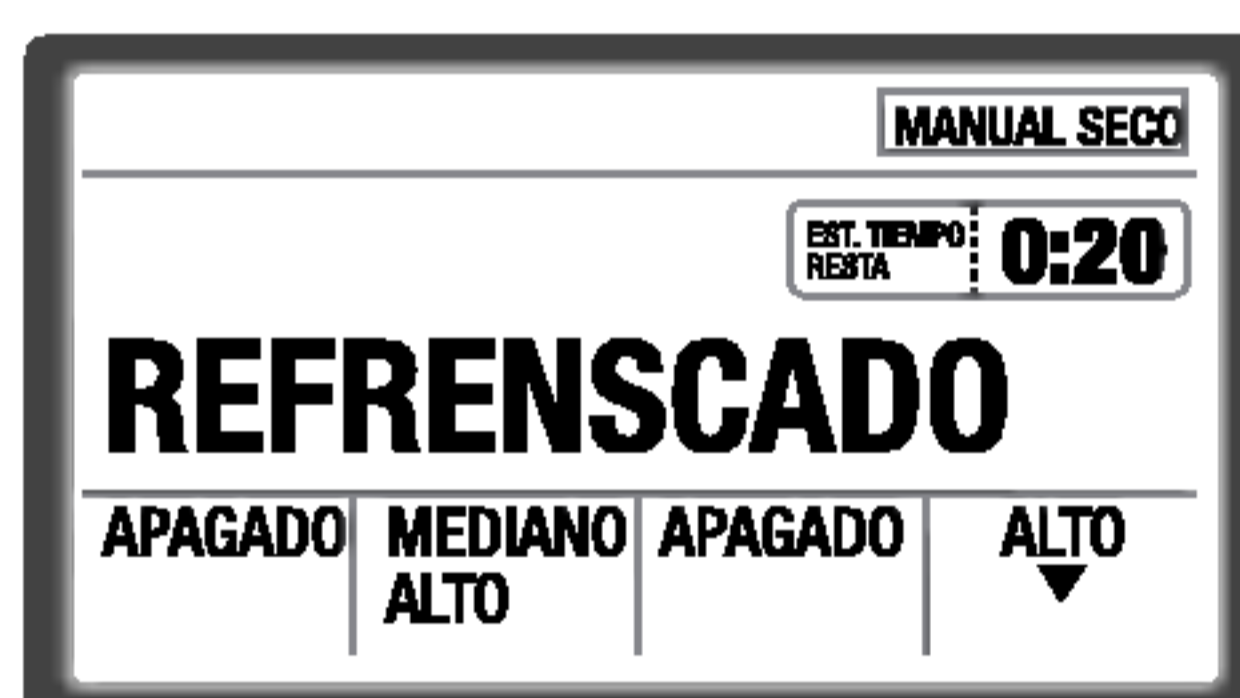 MANUAL SECO
EST. TIEMPO
RESTA
0:20
REFRENSCADO
APAGADO
MEDIANO
ALTO
APAGADO
ALTO